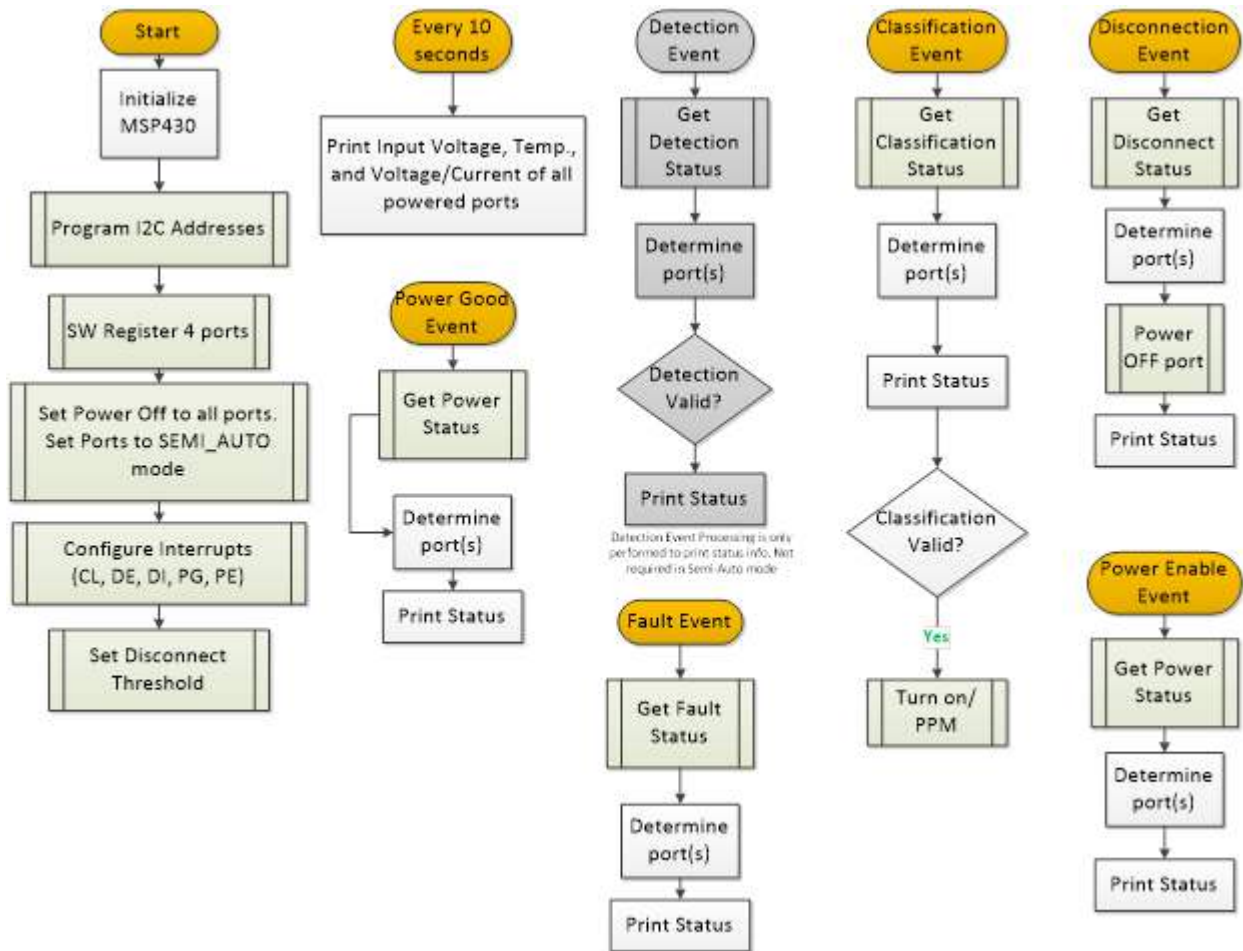 Start
Initialize
MSP430
Program I2C Addresses
SW Register 4 ports
Set Power Off to all ports.
Set Ports to SEMI_AUTO
mode
Configure Interrupts
(CL, DE, DI, PG, PE)
Set Disconnect
Threshold
Every 10
seconds
Print Input Voltage, Temp.,
and Voltage/Current of all
powered ports
Power Good
Event
Get Power
Status
Determine
port(s)
Print Status
Detection
Event
Get
Detection
Status
Determine
port(s)
Detection
Valid?
Print Status
Detection Event Processing is only
performed to print status info. Not
required in Semi-Auto mode
Fault Event
Get Fault
Status
Determine
port(s)
Print Status
Classification
Event
Get
Classification
Status
Determine
port(s)
Print Status
Classification
Valid?
Yes
Turn on/
PPM
Disconnection
Event
Get
Disconnect
Status
Determine
port(s)
Power
OFF port
Print Status
Power Enable
Event
Get Power
Status
Determine
port(s)
Print Status